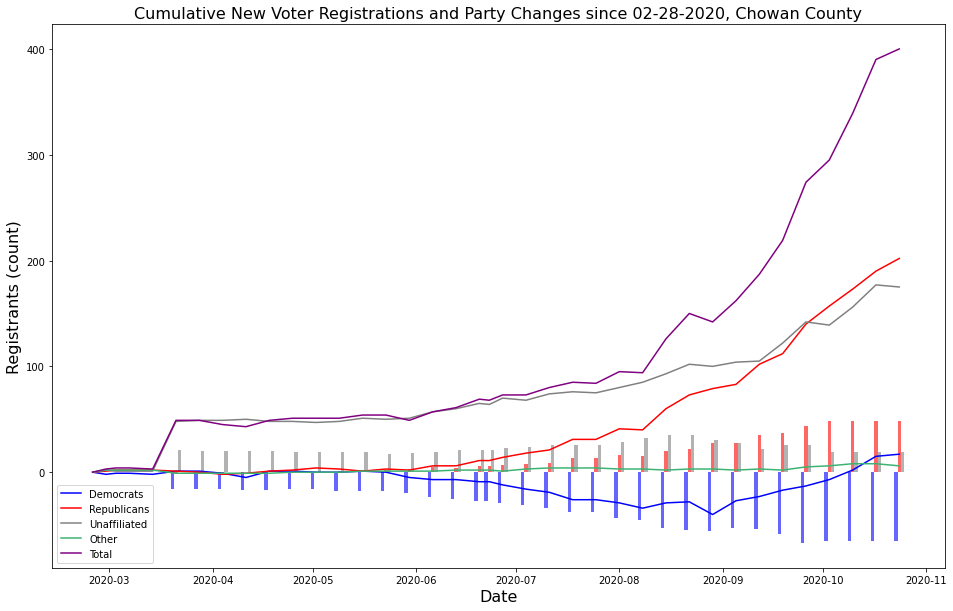 Cumulative New Voter Registrations and Party Changes since 02-28-2020, Chowan County
Registrants (count)
400
300
200
100
0
Democrats
Republicans
Unaffiliated
Other
Total
2020-03 2020-04 2020-05 2020-06 2020-07 2020-08 2020-09 2020-10 2020-11
Date